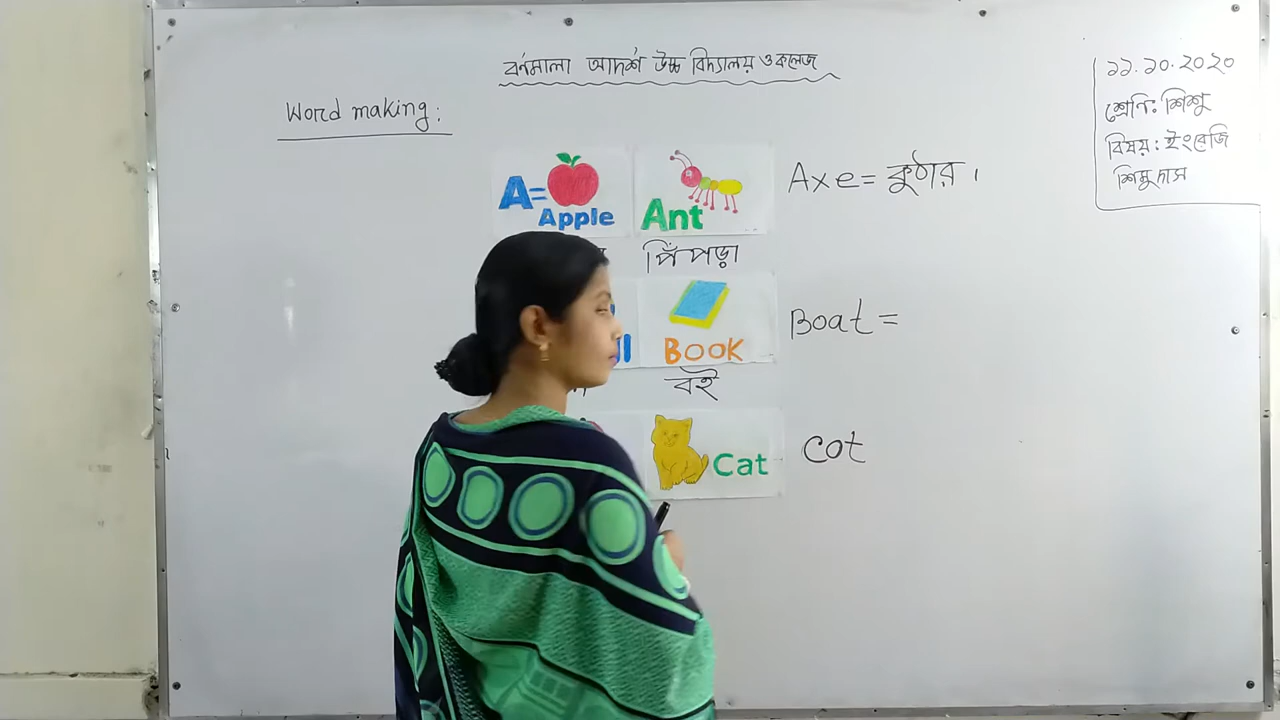 বর্ণমালা আদর্শ উচ্চ বিদ্যালয় ও কলেজ
১১.১০.২০২০
শ্রেণি: শিশু
বিষয়: ইংরেজি
শিমুদাস
Word making:
A=
Apple
Ant
Axe = কুঠার।
পিঁপড়া
BOOK
Boat =
বই
Cat
cot